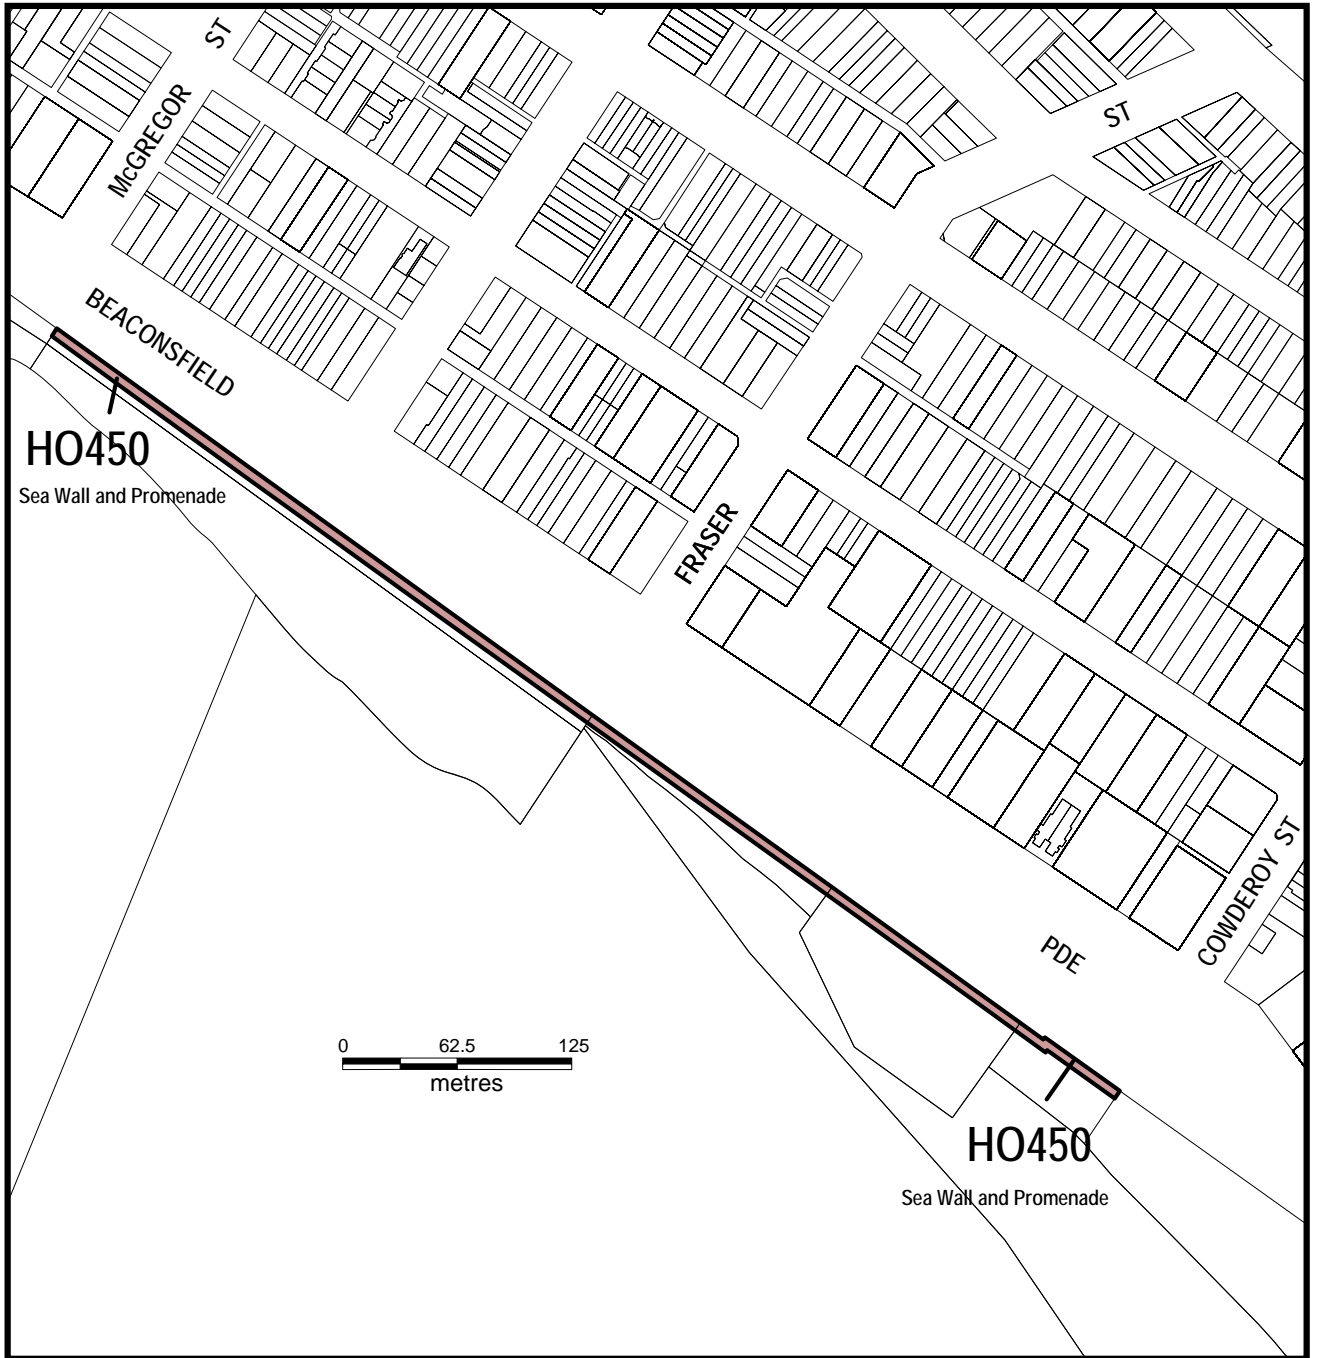 McGREGOR ST
ST
BEACONSFIELD
HO450
Sea Wall and Promenade
FRASER
COWDEROY ST
PDE
0 62.5 125
metres
HO450
Sea Wall and Promenade